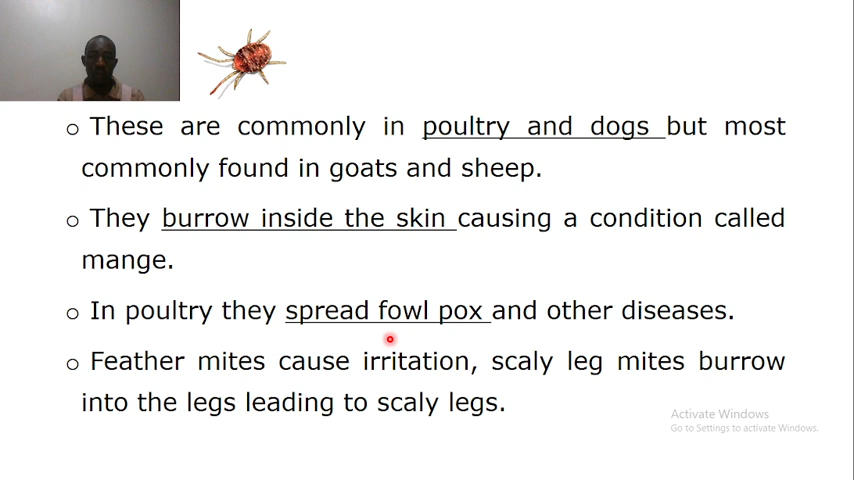 o These are commonly in poultry and dogs but most
commonly found in goats and sheep.
o They burrow inside the skin causing a condition called
mange.
o In poultry they spread fowl pox and other diseases.
o Feather mites cause irritation, scaly leg mites burrow
into the legs leading to scaly legs.
Activate Windows
Go to Settings to activate Windows.